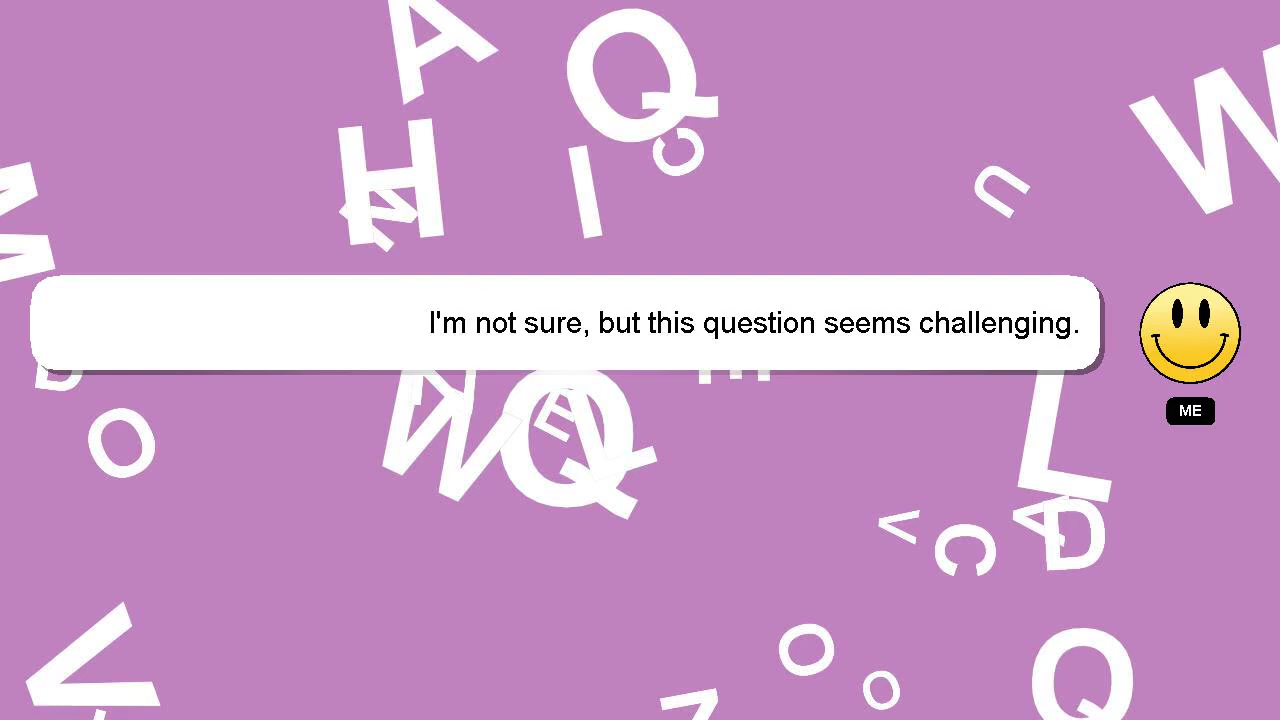 A
Q
W
H
I
C
U
M
I'm not sure, but this question seems challenging.
ME
O
W
Q
E
L
V
C
A
D
V
O
O
Q